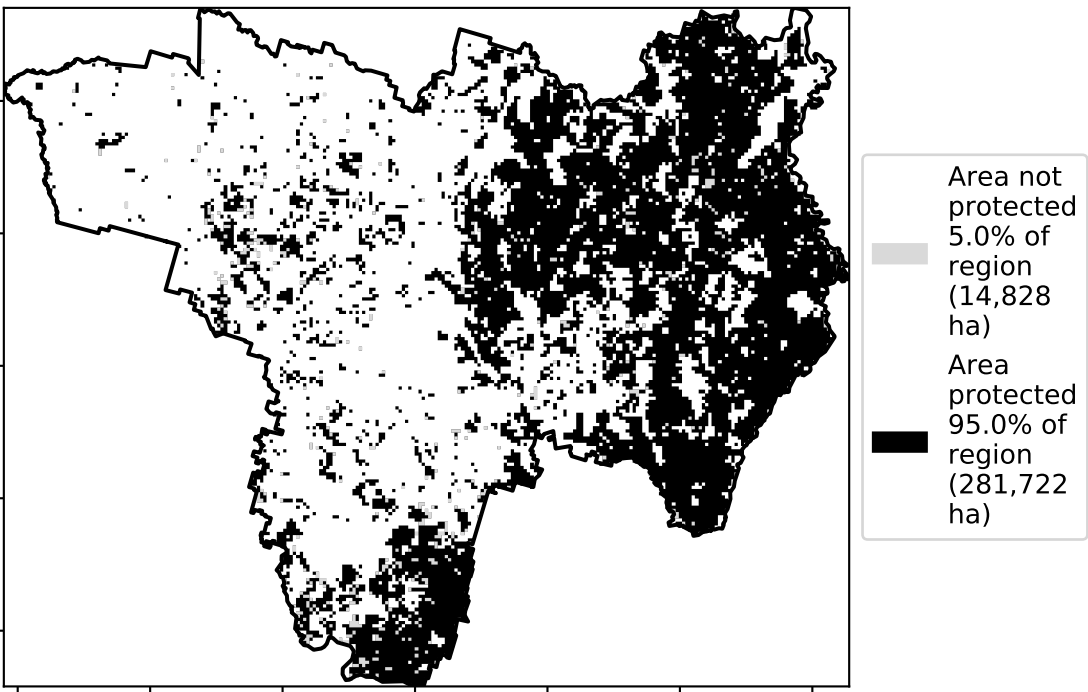 Area not
protected
5.0% of
region
(14,828
ha)
Area
protected
95.0% of
region
(281,722
ha)